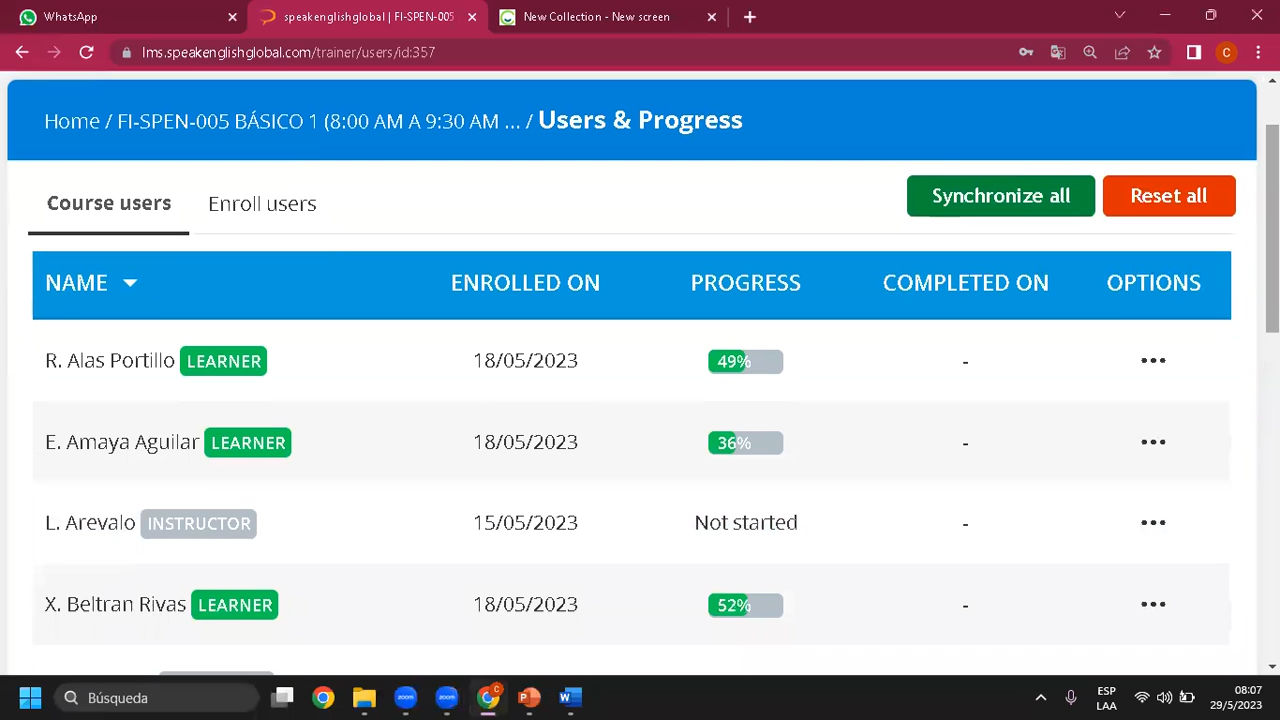 WhatsApp
speakenglishglobal | FI-SPEN-005
New Collection - New screen
lms.speakenglishglobal.com/trainer/users/id:357
C
Home / FI-SPEN-005 BÁSICO 1 (8:00 AM A 9:30 AM ... / Users & Progress
Course users
Enroll users
Synchronize all
Reset all
NAME ENROLLED ON PROGRESS COMPLETED ON OPTIONS
R. Alas Portillo LEARNER 18/05/2023 49% - •••
E. Amaya Aguilar LEARNER 18/05/2023 36% - •••
L. Arevalo INSTRUCTOR 15/05/2023 Not started - •••
X. Beltran Rivas LEARNER 18/05/2023 52% - •••
Búsqueda
zoom
zoom
C
P
W
ESP
LAA
08:07
29/5/2023